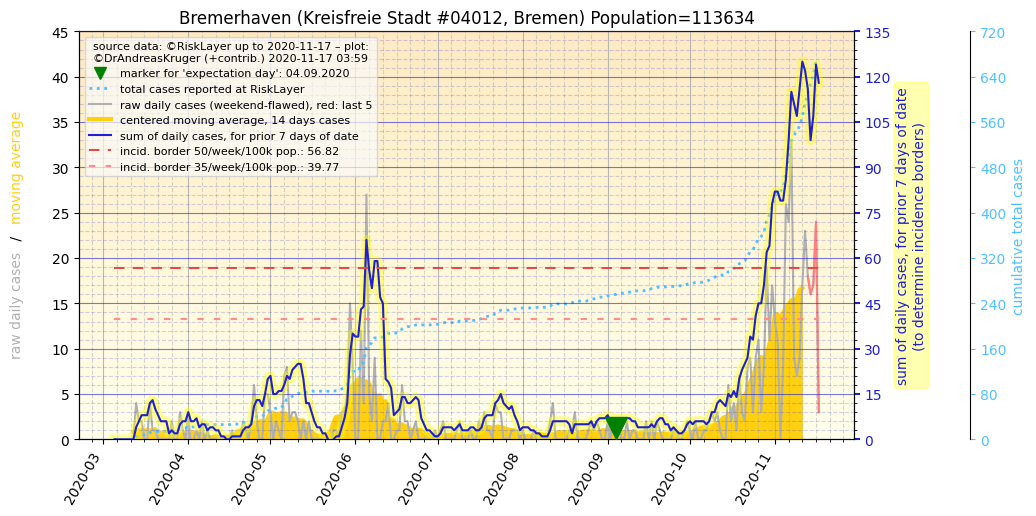 Bremerhaven (Kreisfreie Stadt #04012, Bremen) Population=113634
source data: ©RiskLayer up to 2020-11-17 – plot:
©DrAndreasKruger (+contrib.) 2020-11-17 03:59
marker for 'expectation day': 04.09.2020
total cases reported at RiskLayer
raw daily cases (weekend-flawed), red: last 5
centered moving average, 14 days cases
sum of daily cases, for prior 7 days of date
incid. border 50/week/100k pop.: 56.82
incid. border 35/week/100k pop.: 39.77
raw daily cases / moving average
45
40
35
30
25
20
15
10
5
0
2020-03
2020-04
2020-05
2020-06
2020-07
2020-08
2020-09
2020-10
2020-11
135
120
105
90
75
60
45
30
15
0
sum of daily cases, for prior 7 days of date
(to determine incidence borders)
720
640
560
480
400
320
240
160
80
0
cumulative total cases